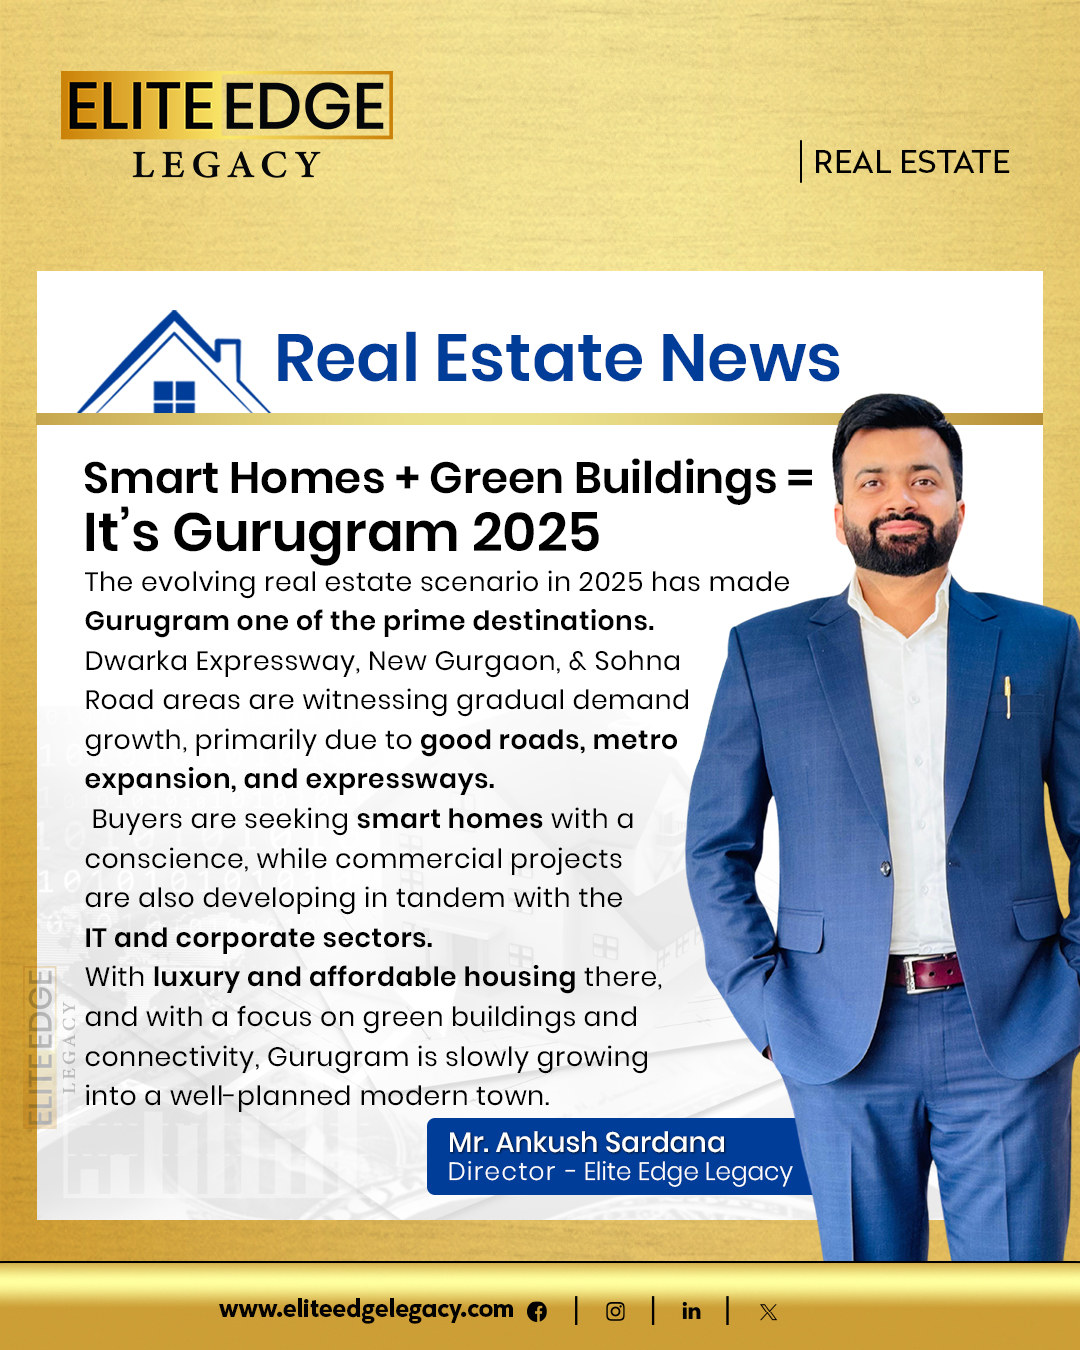 ELITE EDGE
LEGACY
REAL ESTATE
Real Estate News
Smart Homes + Green Buildings =
It's Gurugram 2025
The evolving real estate scenario in 2025 has made
Gurugram one of the prime destinations.
Dwarka Expressway, New Gurgaon, & Sohna
Road areas are witnessing gradual demand
growth, primarily due to good roads, metro
expansion, and expressways.
Buyers are seeking smart homes with a
conscience, while commercial projects
are also developing in tandem with the
IT and corporate sectors.
With luxury and affordable housing there,
and with a focus on green buildings and
connectivity, Gurugram is slowly growing
into a well-planned modern town.
ELITE EDGE
LEGACY
Mr. Ankush Sardana
Director - Elite Edge Legacy
www.eliteedgelegacy.com